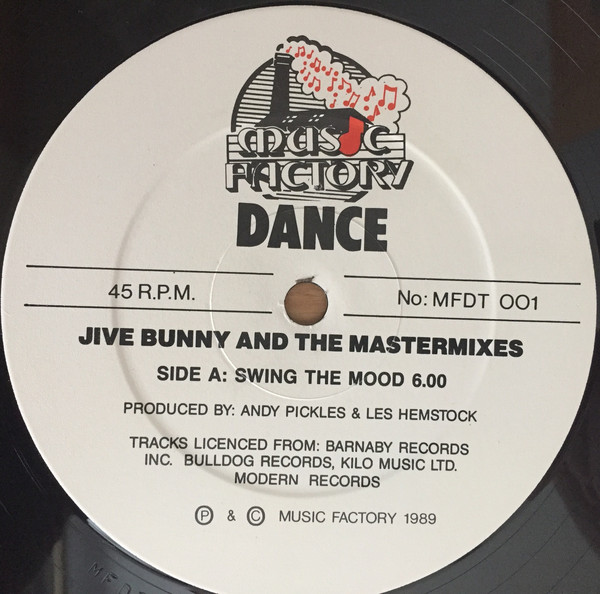 MUSIC
FACTORY
DANCE
45 R.P.M.
No: MFDT 001
JIVE BUNNY AND THE MASTERMIXES
SIDE A: SWING THE MOOD 6.00
PRODUCED BY: ANDY PICKLES & LES HEMSTOCK
TRACKS LICENCED FROM: BARNABY RECORDS
INC. BULLDOG RECORDS, KILO MUSIC LTD.
MODERN RECORDS
Ⓟ & © MUSIC FACTORY 1989